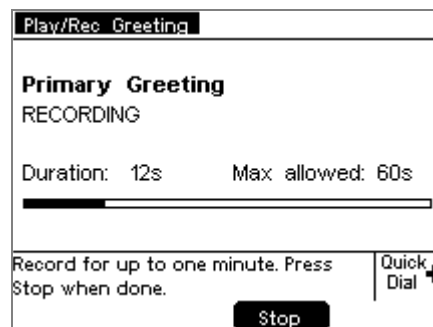 Play/Rec Greeting
Primary Greeting
RECORDING
Duration: 12s Max allowed: 60s
Record for up to one minute. Press
Stop when done.
Quick
Dial
Stop